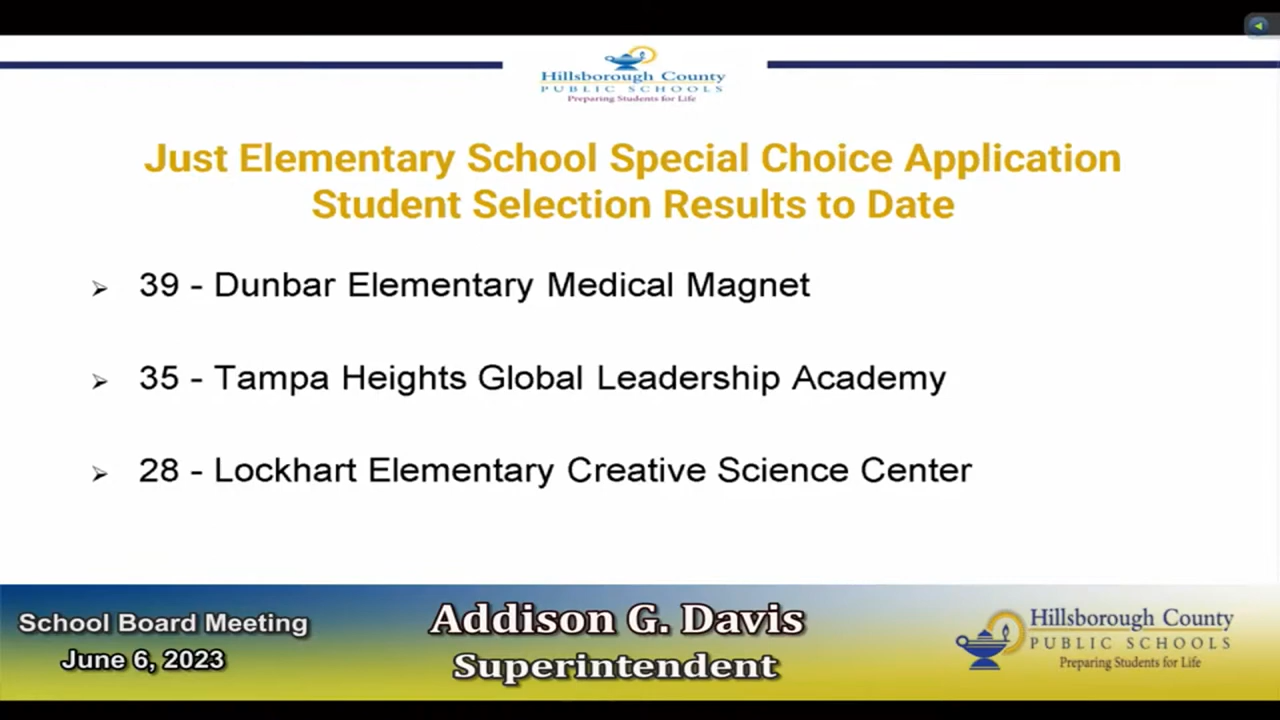 Hillsborough County
PUBLIC SCHOOLS
Preparing Students for Life
Just Elementary School Special Choice Application
Student Selection Results to Date
➢ 39 - Dunbar Elementary Medical Magnet
➢ 35 - Tampa Heights Global Leadership Academy
➢ 28 - Lockhart Elementary Creative Science Center
School Board Meeting
June 6, 2023
Addison G. Davis
Superintendent
Hillsborough County
PUBLIC SCHOOLS
Preparing Students for Life